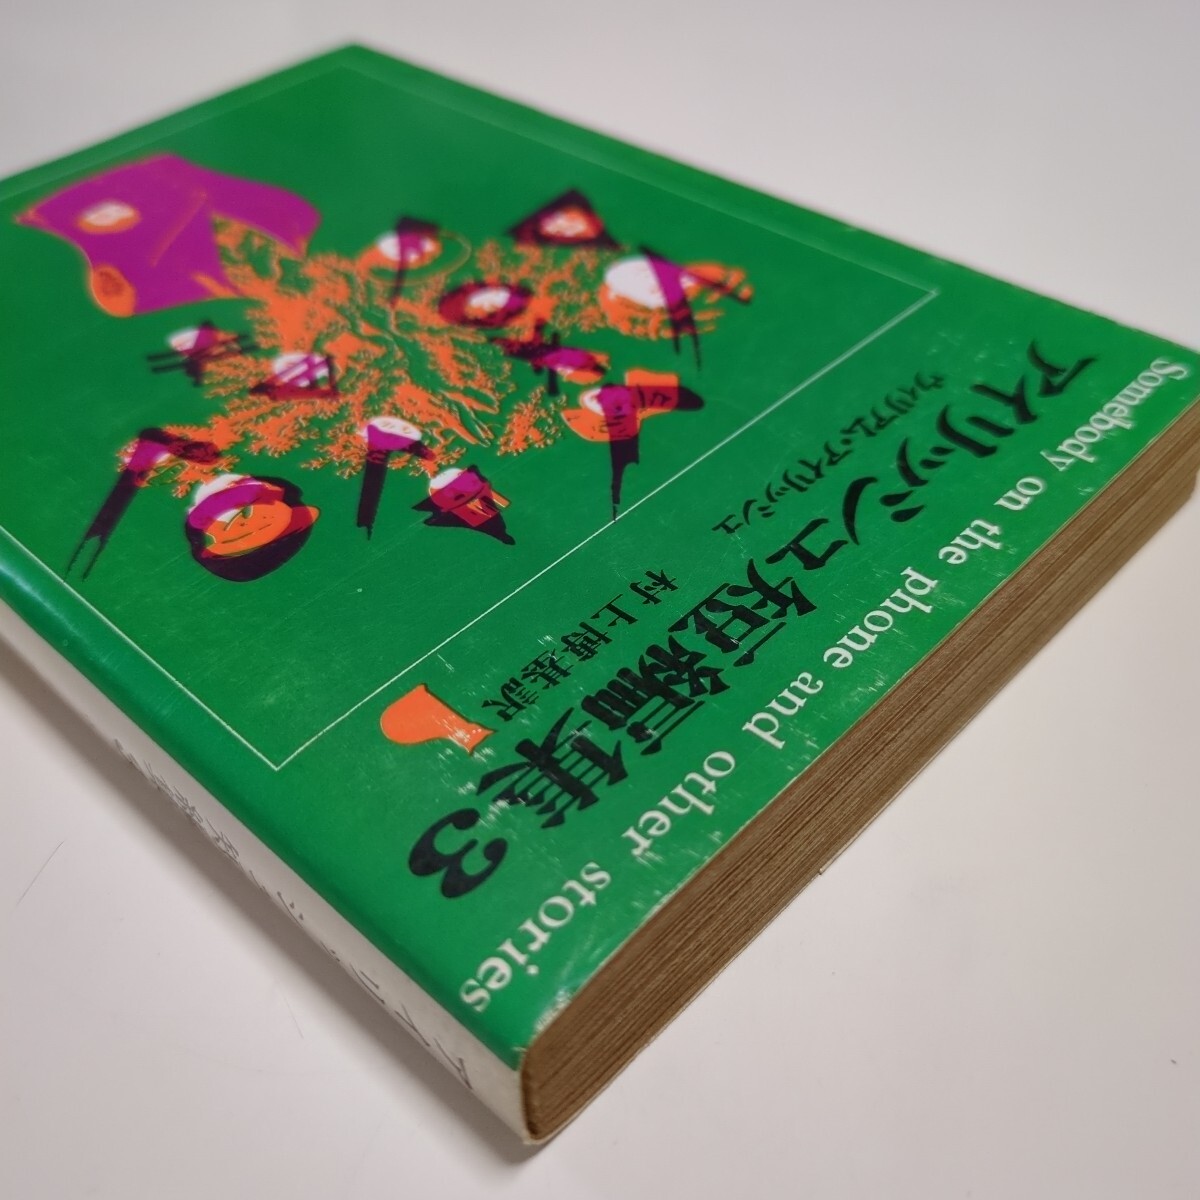 Somebody on the phone and other stories
アイリッシュ短編集3
ウィリアム・アイリッシュ
村上博基訳